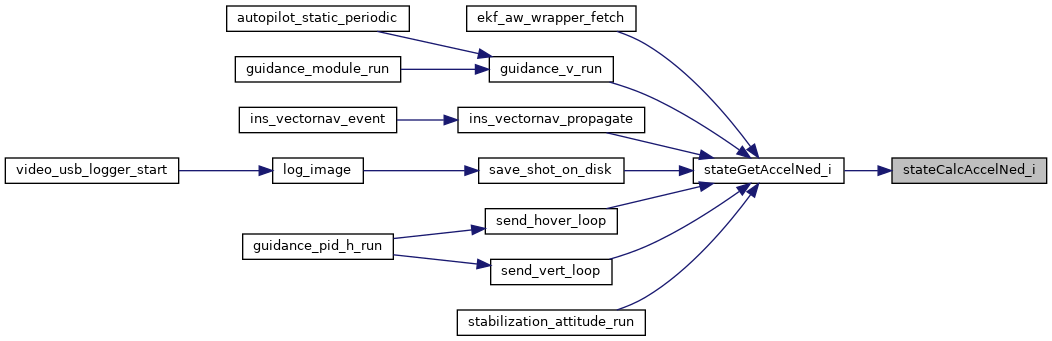 autopilot_static_periodic
ekf_aw_wrapper_fetch
guidance_module_run
guidance_v_run
ins_vectornav_event
ins_vectornav_propagate
video_usb_logger_start
log_image
save_shot_on_disk
stateGetAccelNed_i
stateCalcAccelNed_i
send_hover_loop
guidance_pid_h_run
send_vert_loop
stabilization_attitude_run